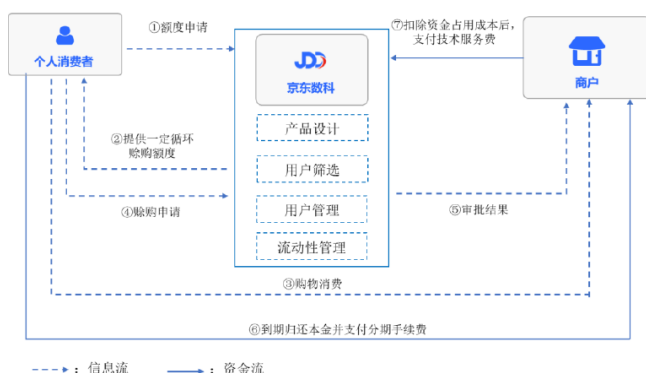 ①额度申请
⑦扣除资金占用成本后，
支付技术服务费
个人消费者
JDD
京东数科
商户
产品设计
②提供一定循环
赊购额度
用户筛选
④赊购申请
用户管理
⑤审批结果
流动性管理
③购物消费
⑥到期归还本金并支付分期手续费
：信息流
：资金流